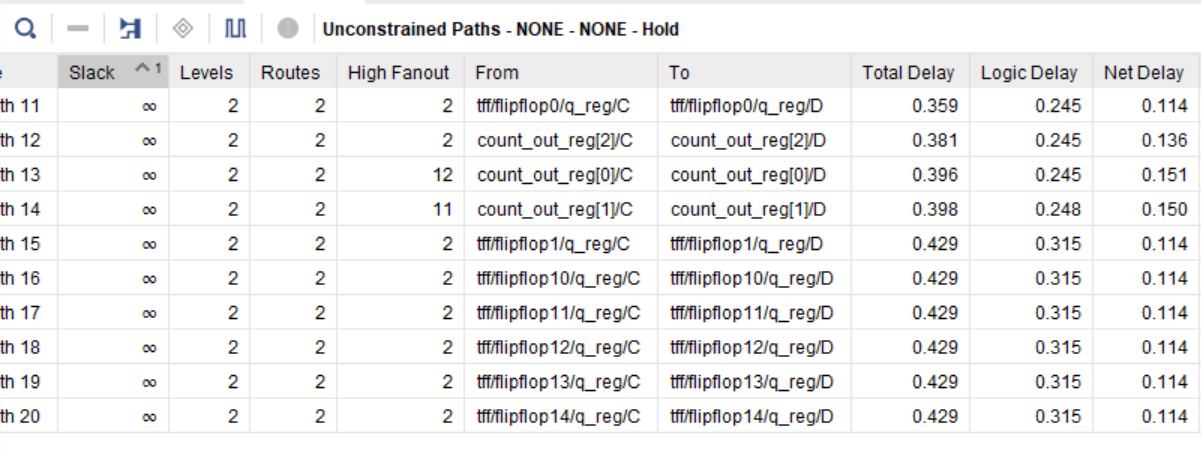 Unconstrained Paths - NONE - NONE - Hold
Slack ^ 1 Levels Routes High Fanout From To Total Delay Logic Delay Net Delay
th 11 ∞ 2 2 2 tff/flipflop0/q_reg/C tff/flipflop0/q_reg/D 0.359 0.245 0.114
th 12 ∞ 2 2 2 count_out_reg[2]/C count_out_reg[2]/D 0.381 0.245 0.136
th 13 ∞ 2 2 12 count_out_reg[0]/C count_out_reg[0]/D 0.396 0.245 0.151
th 14 ∞ 2 2 11 count_out_reg[1]/C count_out_reg[1]/D 0.398 0.248 0.150
th 15 ∞ 2 2 2 tff/flipflop1/q_reg/C tff/flipflop1/q_reg/D 0.429 0.315 0.114
th 16 ∞ 2 2 2 tff/flipflop10/q_reg/C tff/flipflop10/q_reg/D 0.429 0.315 0.114
th 17 ∞ 2 2 2 tff/flipflop11/q_reg/C tff/flipflop11/q_reg/D 0.429 0.315 0.114
th 18 ∞ 2 2 2 tff/flipflop12/q_reg/C tff/flipflop12/q_reg/D 0.429 0.315 0.114
th 19 ∞ 2 2 2 tff/flipflop13/q_reg/C tff/flipflop13/q_reg/D 0.429 0.315 0.114
th 20 ∞ 2 2 2 tff/flipflop14/q_reg/C tff/flipflop14/q_reg/D 0.429 0.315 0.114